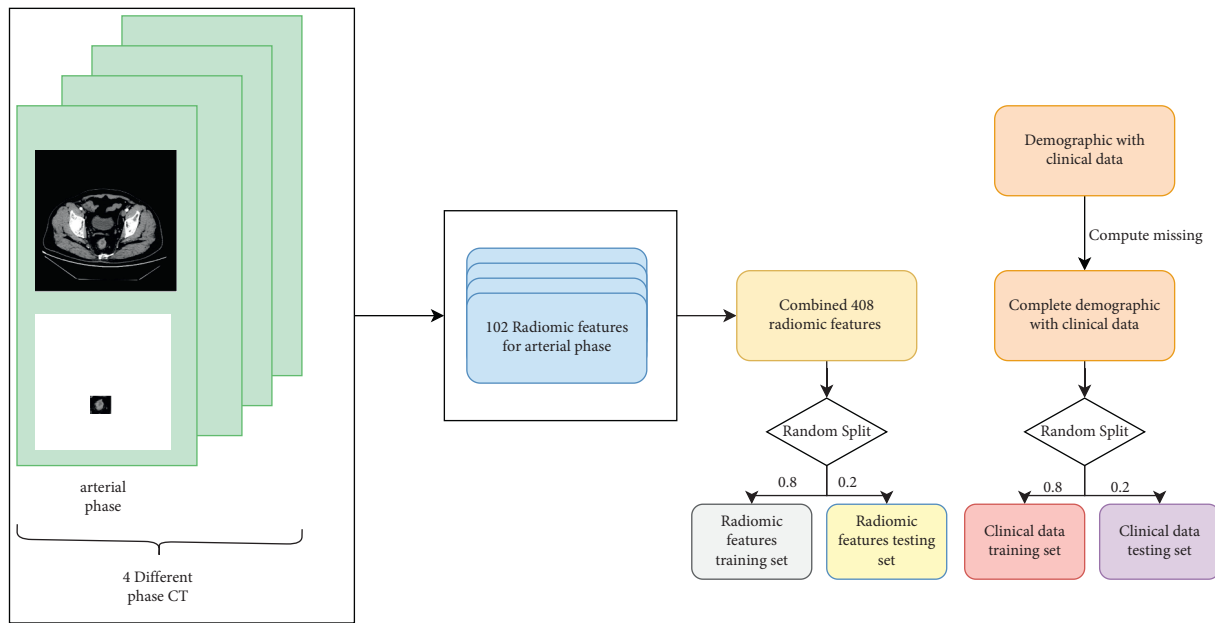 arterial
phase
4 Different
phase CT
102 Radiomic features
for arterial phase
Combined 408
radiomic features
Random Split
0.8
0.2
Radiomic
features
training set
Radiomic
features testing
set
Demographic with
clinical data
Compute missing
Complete demographic
with clinical data
Random Split
0.8
0.2
Clinical data
training set
Clinical data
testing set